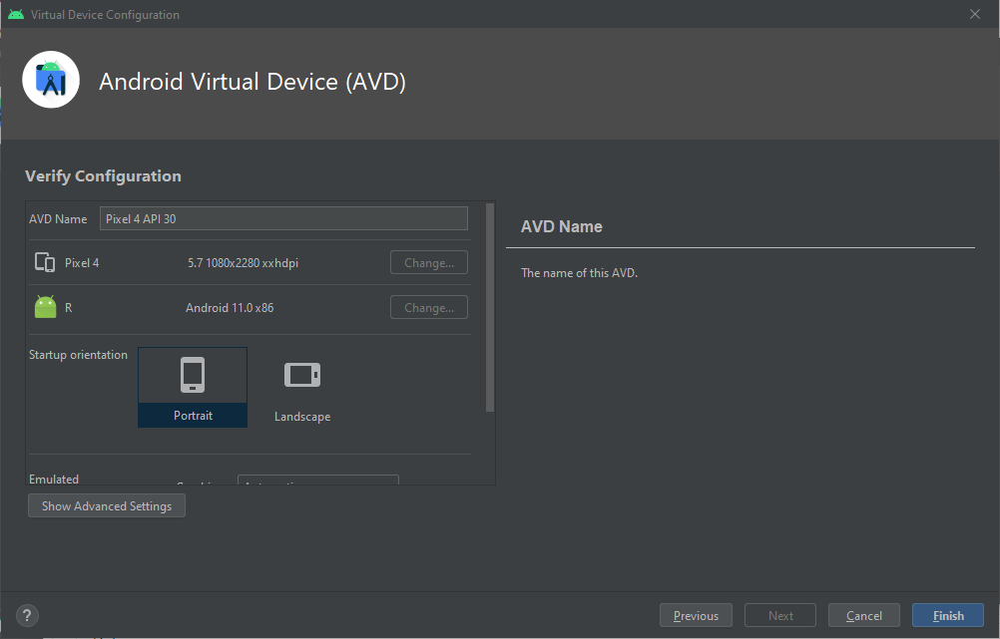 Virtual Device Configuration
Android Virtual Device (AVD)
Verify Configuration
AVD Name Pixel 4 API 30
Pixel 4 5.7 1080x2280 xxhdpi Change...
R Android 11.0 x86 Change...
Startup orientation
Portrait
Landscape
Emulated
Show Advanced Settings
AVD Name
The name of this AVD.
? Previous Next Cancel Finish